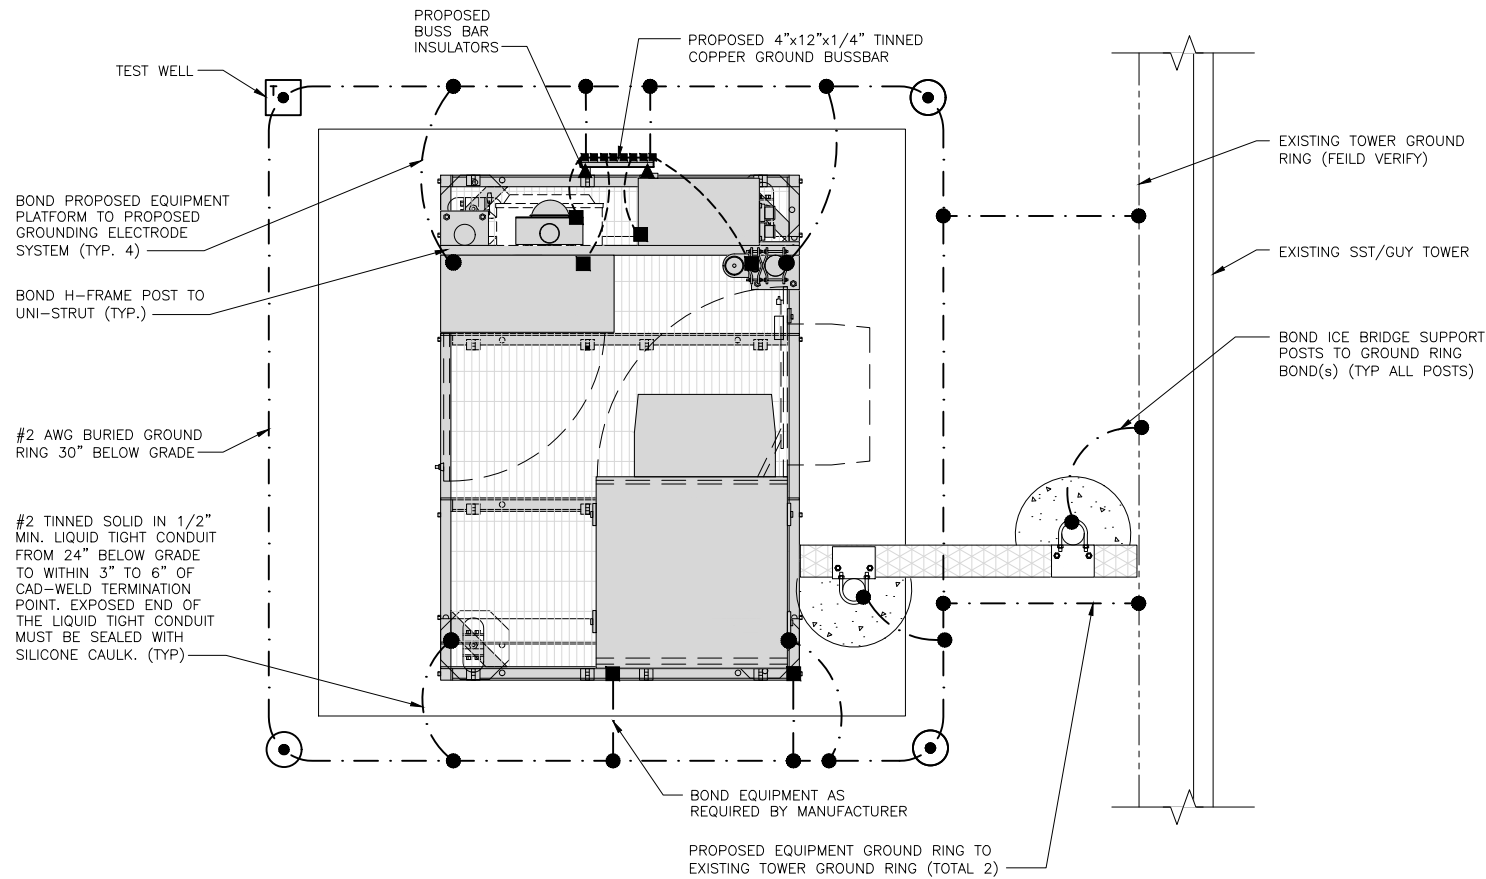 PROPOSED
BUSS BAR
INSULATORS
PROPOSED 4"x12"x1/4" TINNED
COPPER GROUND BUSSBAR
TEST WELL
T
EXISTING TOWER GROUND
RING (FEILD VERIFY)
BOND PROPOSED EQUIPMENT
PLATFORM TO PROPOSED
GROUNDING ELECTRODE
SYSTEM (TYP. 4)
EXISTING SST/GUY TOWER
BOND H-FRAME POST TO
UNI-STRUT (TYP.)
BOND ICE BRIDGE SUPPORT
POSTS TO GROUND RING
BOND(s) (TYP ALL POSTS)
#2 AWG BURIED GROUND
RING 30" BELOW GRADE
#2 TINNED SOLID IN 1/2"
MIN. LIQUID TIGHT CONDUIT
FROM 24" BELOW GRADE
TO WITHIN 3" TO 6" OF
CAD-WELD TERMINATION
POINT. EXPOSED END OF
THE LIQUID TIGHT CONDUIT
MUST BE SEALED WITH
SILICONE CAULK. (TYP)
BOND EQUIPMENT AS
REQUIRED BY MANUFACTURER
PROPOSED EQUIPMENT GROUND RING TO
EXISTING TOWER GROUND RING (TOTAL 2)